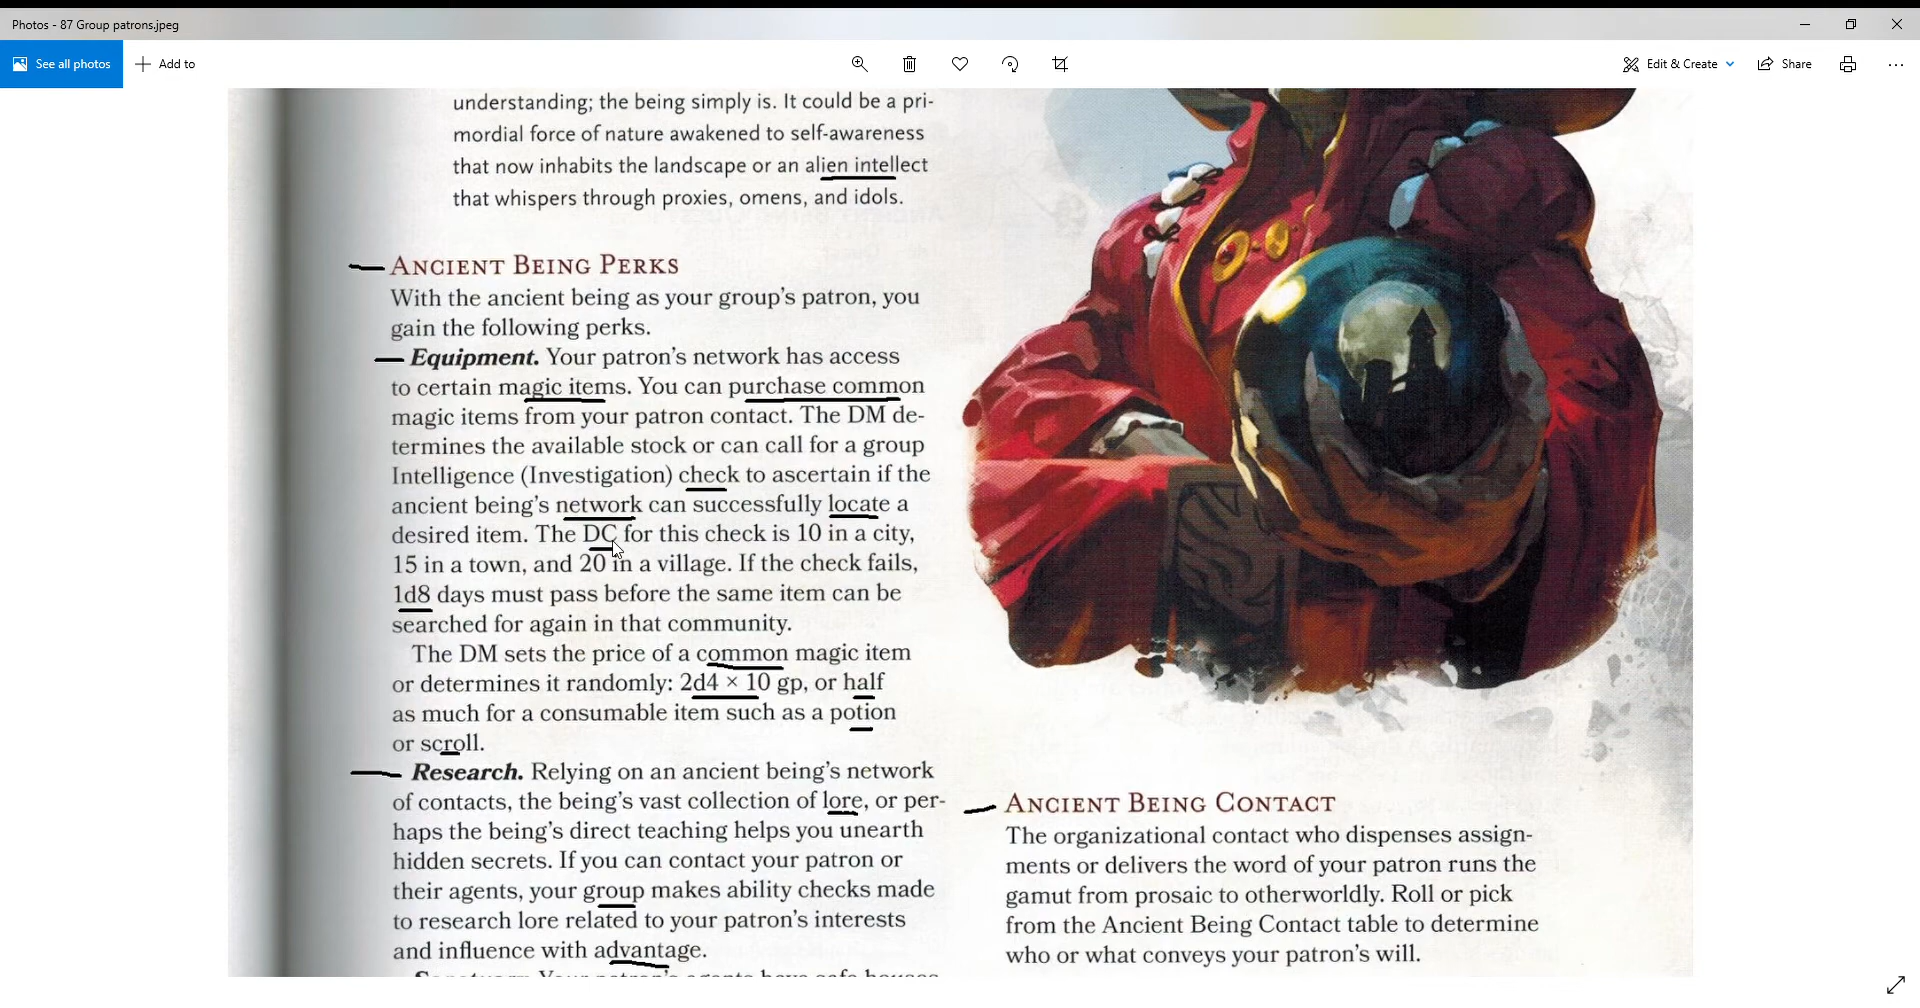 Photos - 87 Group patrons.jpeg
See all photos
Add to
Edit & Create
Share
understanding; the being simply is. It could be a pri-
mordial force of nature awakened to self-awareness
that now inhabits the landscape or an alien intellect
that whispers through proxies, omens, and idols.
ANCIENT BEING PERKS
With the ancient being as your group's patron, you
gain the following perks.
Equipment. Your patron's network has access
to certain magic items. You can purchase common
magic items from your patron contact. The DM de-
termines the available stock or can call for a group
Intelligence (Investigation) check to ascertain if the
ancient being's network can successfully locate a
desired item. The DC for this check is 10 in a city,
15 in a town, and 20 in a village. If the check fails,
1d8 days must pass before the same item can be
searched for again in that community.
The DM sets the price of a common magic item
or determines it randomly: 2d4 × 10 gp, or half
as much for a consumable item such as a potion
or scroll.
Research. Relying on an ancient being's network
of contacts, the being's vast collection of lore, or per-
haps the being's direct teaching helps you unearth
hidden secrets. If you can contact your patron or
their agents, your group makes ability checks made
to research lore related to your patron's interests
and influence with advantage.
ANCIENT BEING CONTACT
The organizational contact who dispenses assign-
ments or delivers the word of your patron runs the
gamut from prosaic to otherworldly. Roll or pick
from the Ancient Being Contact table to determine
who or what conveys your patron's will.